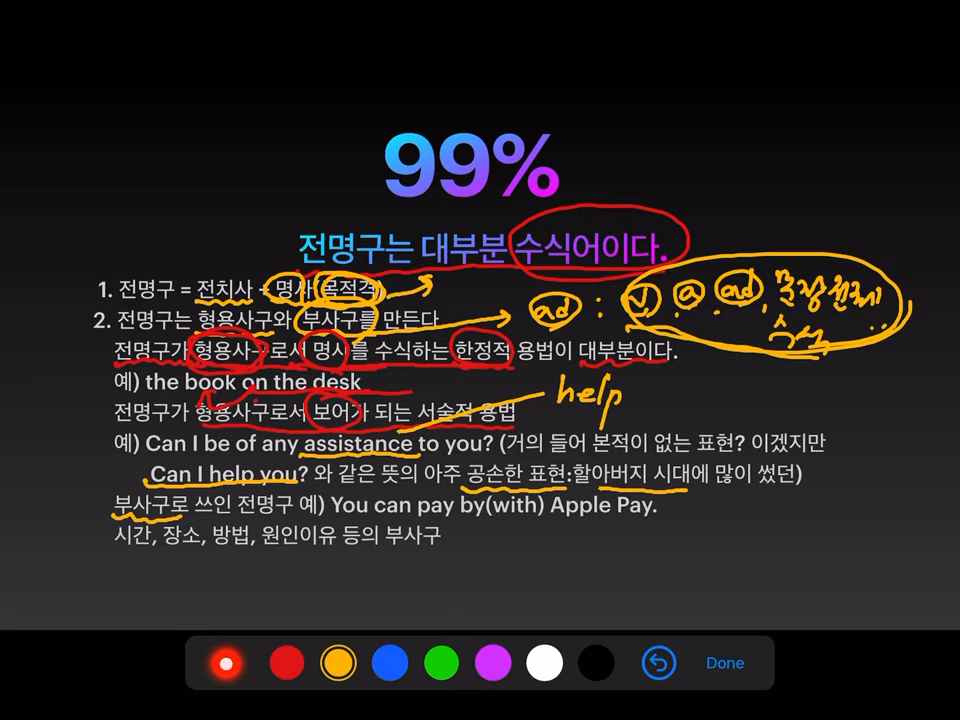 99%
전명구는 대부분 수식어이다.
1. 전명구 = 전치사 + 명사(목적격)
2. 전명구는 형용사구와 부사구를 만든다
ad : v, a, ad, 문장 전체
수식
전명구가 형용사구로서 명사를 수식하는 한정적 용법이 대부분이다.
예) the book on the desk
help
전명구가 형용사구로서 보어가 되는 서술적 용법
예) Can I be of any assistance to you? (거의 들어 본적이 없는 표현? 이겠지만
Can I help you? 와 같은 뜻의 아주 공손한 표현:할아버지 시대에 많이 썼던)
부사구로 쓰인 전명구 예) You can pay by(with) Apple Pay.
시간, 장소, 방법, 원인이유 등의 부사구
Done